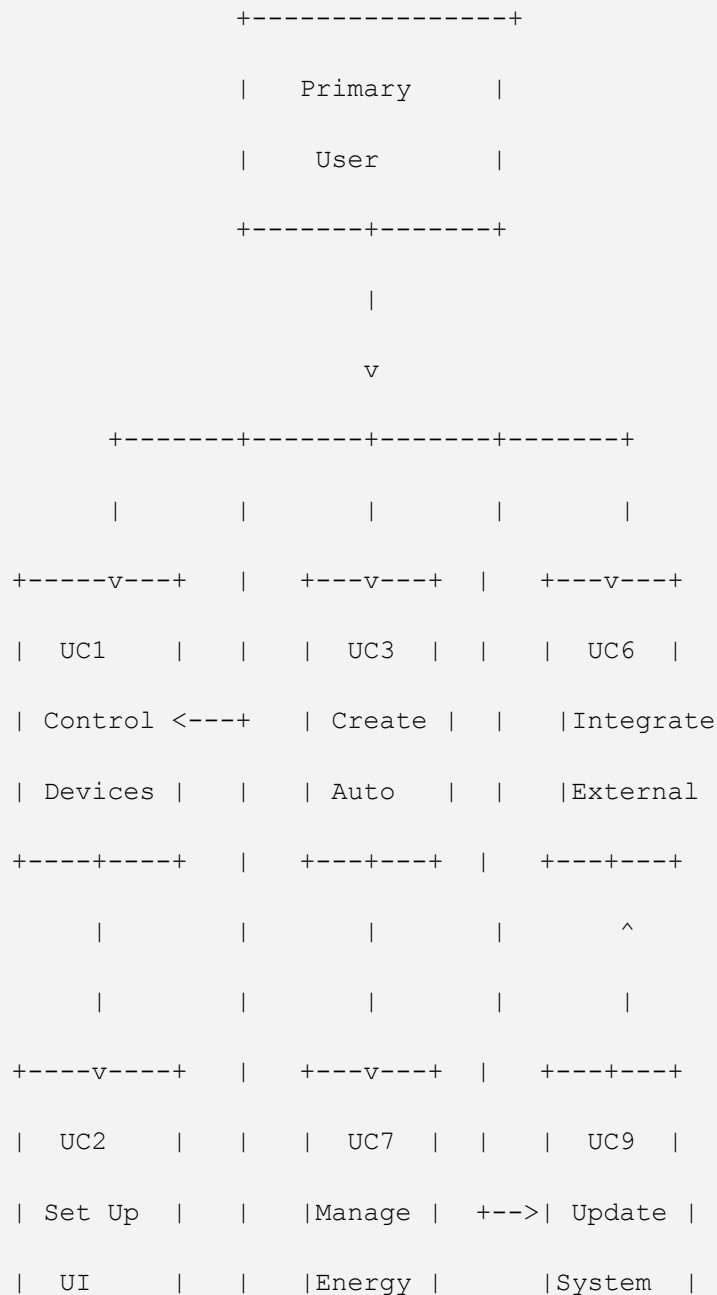 +----------------+
|   Primary     |
|    User       |
+-------+-------+
|
v
+-------+-------+-------+-------+
|       |       |       |       |
+-----v---+   |   +---v---+  |   +---v---+
|  UC1    |   |   |  UC3  |  |   |  UC6  |
| Control <---+   | Create |  |   |Integrate
| Devices |   |   | Auto   |  |   |External
+----+----+   |   +---+---+  |   +---+---+
|        |       |       |       ^
|        |       |       |       |
+----v----+   |   +---v---+  |   +---+---+
|  UC2    |   |   |  UC7  |  |   |  UC9  |
| Set Up  |   |   |Manage |  +-->| Update |
|  UI     |   |   |Energy |      |System  |